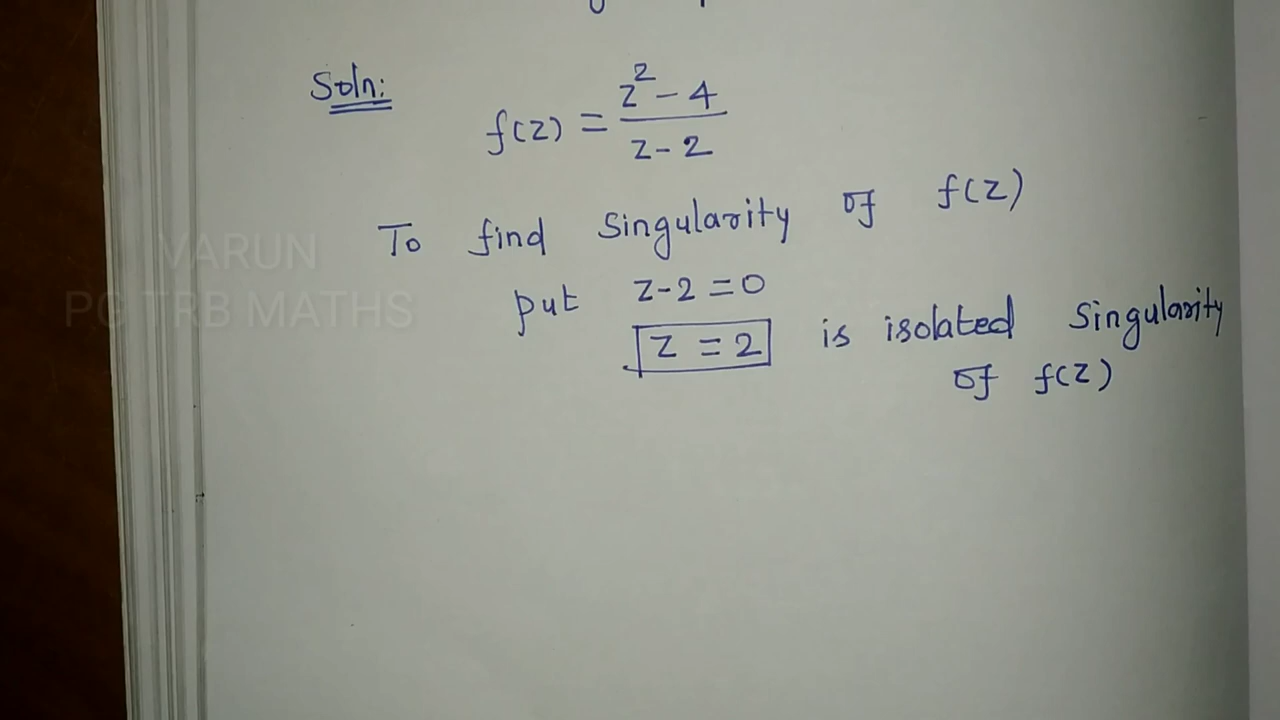 Soln:
f(z) = z² - 4 / z - 2
To find Singularity of f(z)
put z - 2 = 0
z = 2 is isolated Singularity
of f(z)
VARUN
PG TRB MATHS